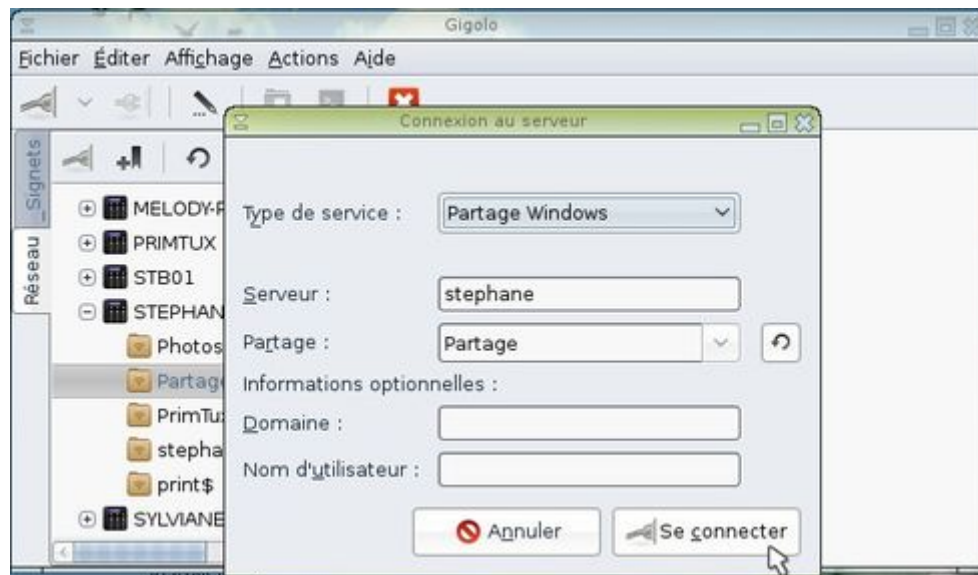 Gigolo
Fichier Éditer Affichage Actions Aide
Connexion au serveur
_Signets
Réseau
MELODY-P
PRIMTUX
STB01
STEPHAN
Photos
Partage
PrimTu
stepha
print$
SYLVIANE
Type de service :
Partage Windows
Serveur :
stephane
Partage :
Partage
Informations optionnelles :
Domaine :
Nom d'utilisateur :
Annuler
Se connecter